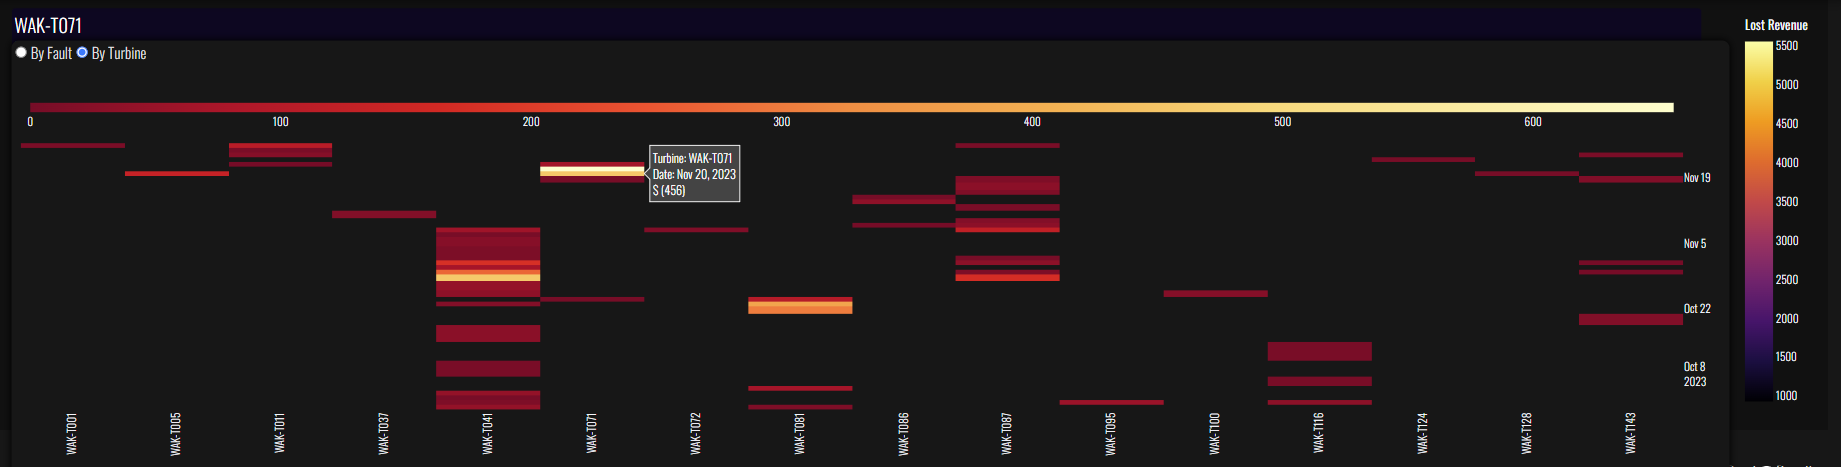 WAK-T071
By Fault By Turbine
Lost Revenue
5500
5000
4500
4000
3500
3000
2500
2000
1500
1000
0 100 200 300 400 500 600
Turbine: WAK-T071
Date: Nov 20, 2023
$ (456)
Nov 19
Nov 5
Oct 22
Oct 8
2023
WAK-T001
WAK-T005
WAK-T011
WAK-T037
WAK-T041
WAK-T071
WAK-T072
WAK-T081
WAK-T086
WAK-T087
WAK-T095
WAK-T100
WAK-T116
WAK-T124
WAK-T128
WAK-T143